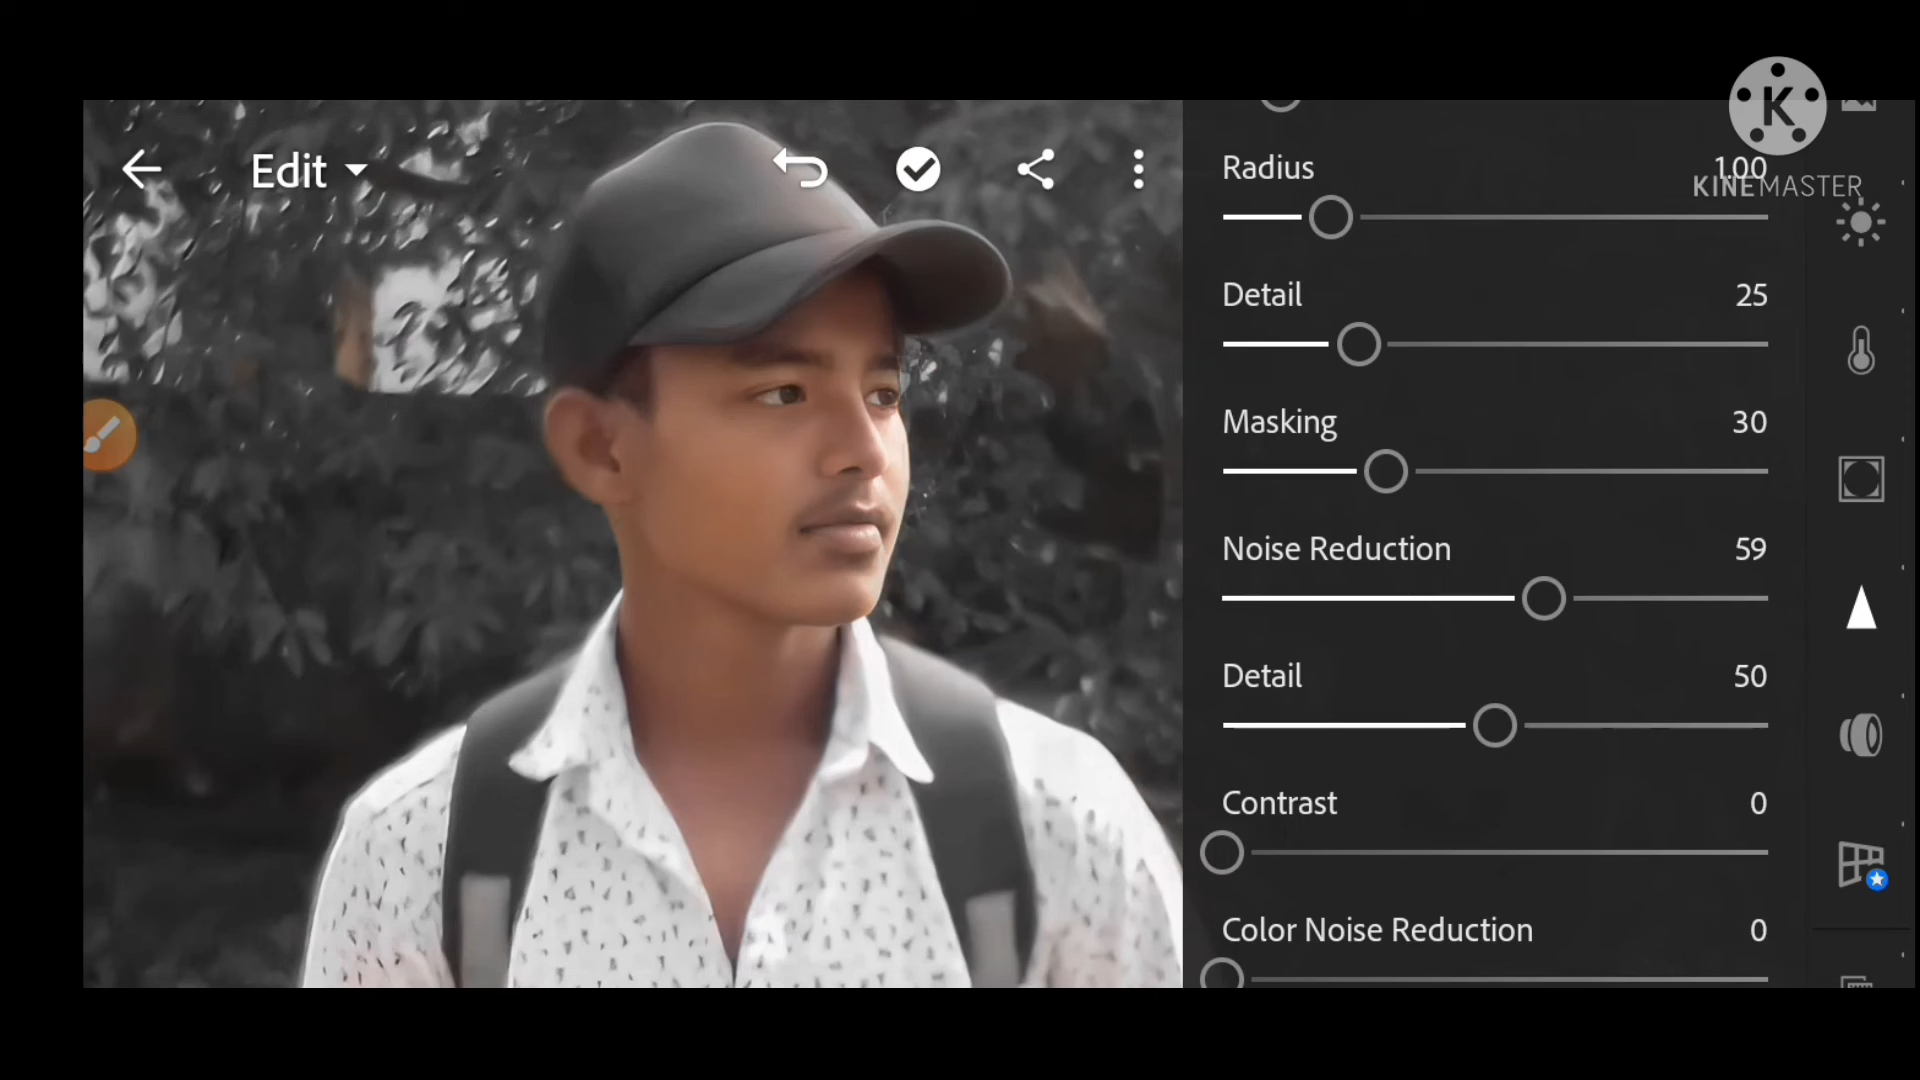 Edit
K
KINEMASTER
Radius 1.00
Detail 25
Masking 30
Noise Reduction 59
Detail 50
Contrast 0
Color Noise Reduction 0